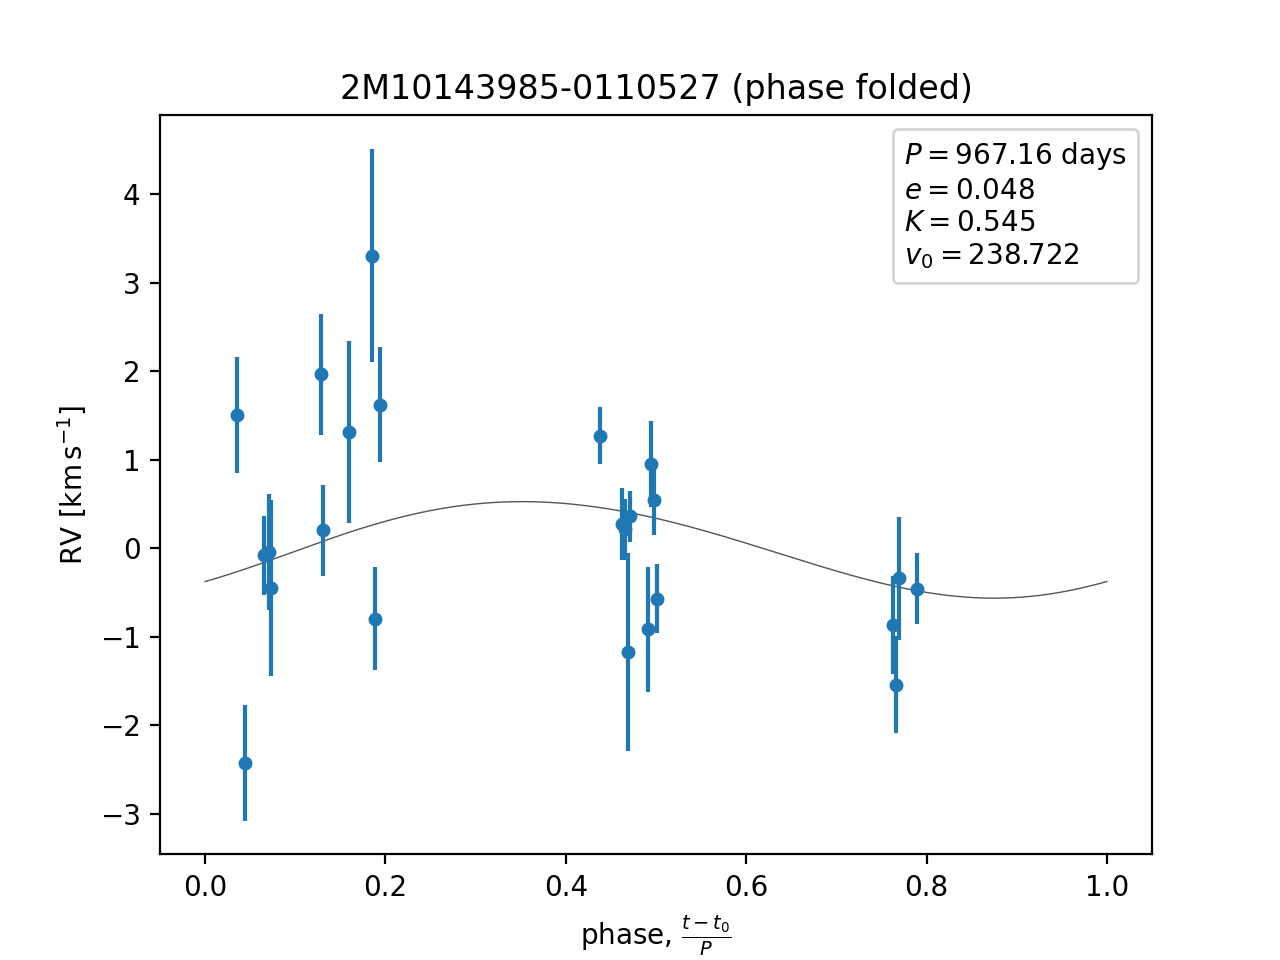 2M10143985-0110527 (phase folded)
P = 967.16 days
e = 0.048
K = 0.545
v₀ = 238.722
4
3
2
1
0
−1
−2
−3
RV [km s⁻¹]
0.0 0.2 0.4 0.6 0.8 1.0
phase, (t − t₀)/P